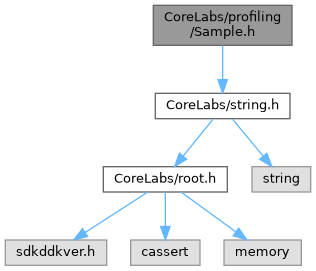 CoreLabs/profiling
/Sample.h
CoreLabs/string.h
CoreLabs/root.h
string
sdkddkver.h
cassert
memory